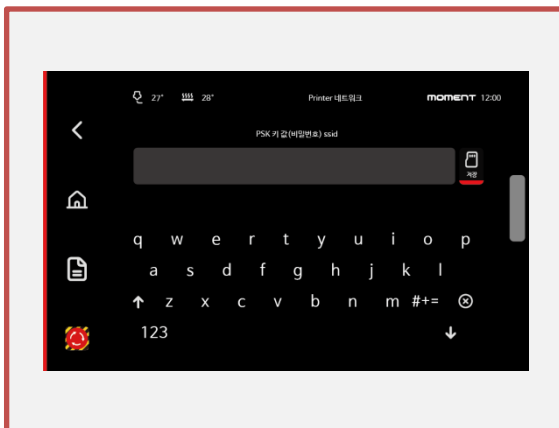 27° 28° Printer 네트워크 moment 12:00
PSK 키 값(비밀번호) ssid
저장
q w e r t y u i o p
a s d f g h j k l
z x c v b n m #+=
123